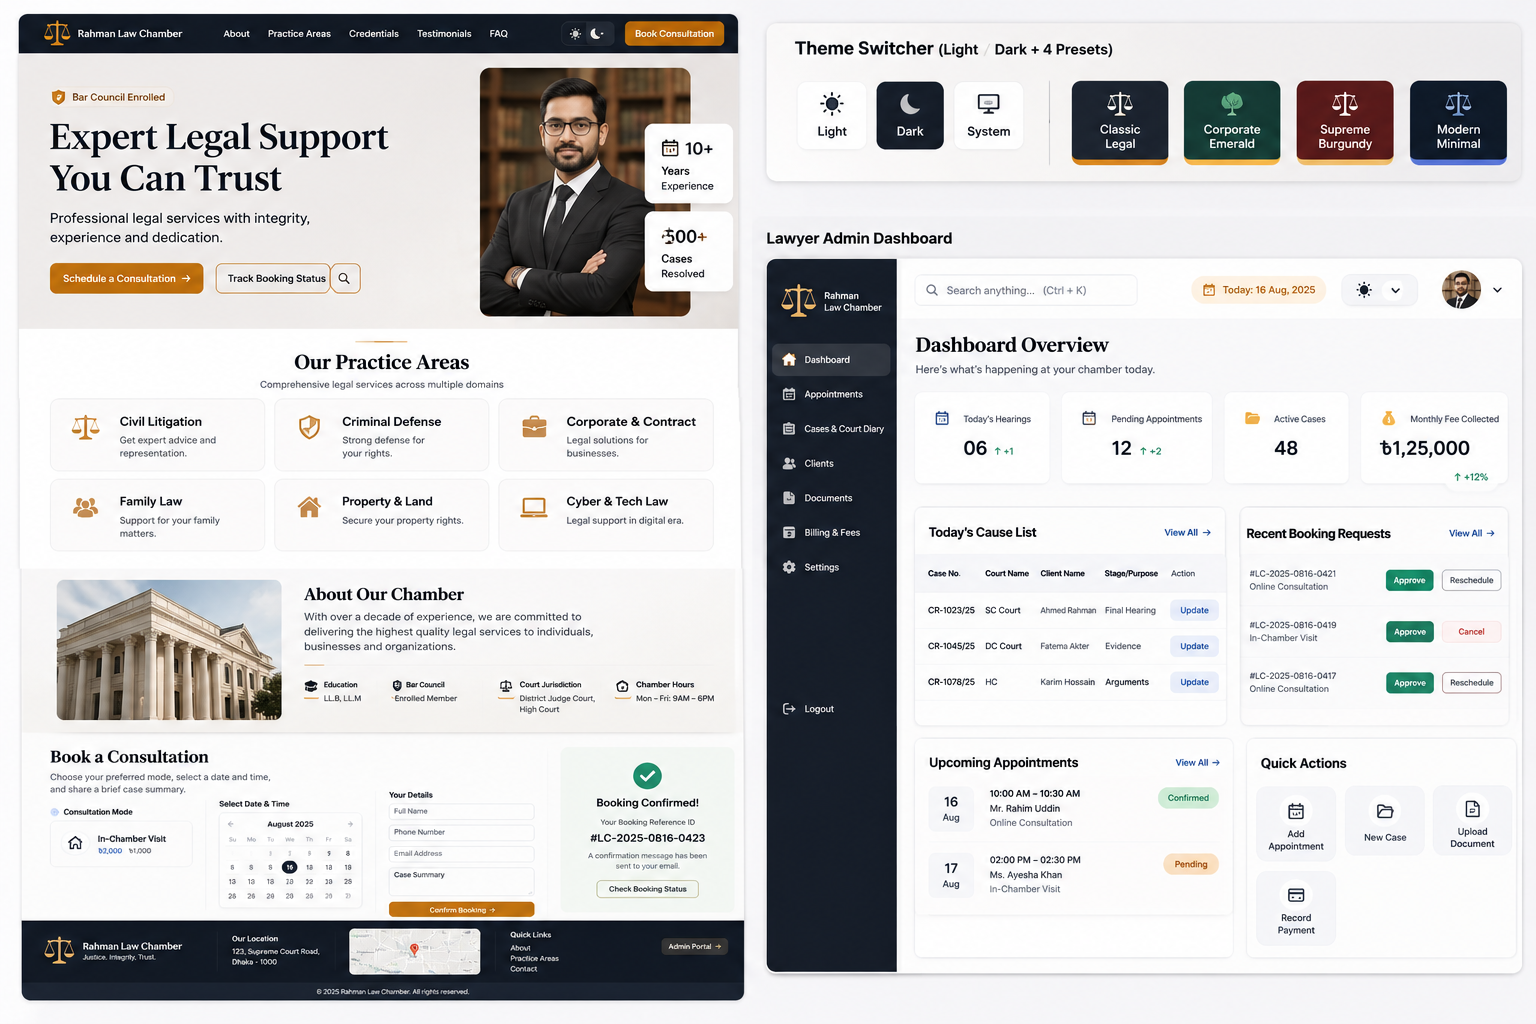 Rahman Law Chamber
About
Practice Areas
Credentials
Testimonials
FAQ
Book Consultation
Bar Council Enrolled
Expert Legal Support
You Can Trust
Professional legal services with integrity,
experience and dedication.
Schedule a Consultation →
Track Booking Status
10+
Years
Experience
500+
Cases
Resolved
Our Practice Areas
Comprehensive legal services across multiple domains
Civil Litigation
Get expert advice and
representation.
Criminal Defense
Strong defense for
your rights.
Corporate & Contract
Legal solutions for
businesses.
Family Law
Support for your family
matters.
Property & Land
Secure your property rights.
Cyber & Tech Law
Legal support in digital era.
About Our Chamber
With over a decade of experience, we are committed to
delivering the highest quality legal services to individuals,
businesses and organizations.
Education
LL.B, LL.M
Bar Council
Enrolled Member
Court Jurisdiction
District Judge Court,
High Court
Chamber Hours
Mon – Fri: 9AM – 6PM
Book a Consultation
Choose your preferred mode, select a date and time,
and share a brief case summary.
Consultation Mode
In-Chamber Visit
৳2,000 ৳1,000
Select Date & Time
← August 2025 →
Su Mo Tu We Th Fr Sa
Your Details
Full Name
Phone Number
Email Address
Case Summary
Confirm Booking →
Booking Confirmed!
Your Booking Reference ID
#LC-2025-0816-0423
A confirmation message has been
sent to your email.
Check Booking Status
Rahman Law Chamber
Justice. Integrity. Trust.
Our Location
123, Supreme Court Road,
Dhaka - 1000
Quick Links
About
Practice Areas
Contact
Admin Portal →
© 2025 Rahman Law Chamber. All rights reserved.
Theme Switcher (Light / Dark + 4 Presets)
Light
Dark
System
Classic
Legal
Corporate
Emerald
Supreme
Burgundy
Modern
Minimal
Lawyer Admin Dashboard
Rahman
Law Chamber
Dashboard
Appointments
Cases & Court Diary
Clients
Documents
Billing & Fees
Settings
Logout
Search anything... (Ctrl + K)
Today: 16 Aug, 2025
Dashboard Overview
Here's what's happening at your chamber today.
Today's Hearings
06 ↑ +1
Pending Appointments
12 ↑ +2
Active Cases
48
Monthly Fee Collected
৳1,25,000
↑ +12%
Today's Cause List
View All →
Case No. Court Name Client Name Stage/Purpose Action
CR-1023/25 SC Court Ahmed Rahman Final Hearing Update
CR-1045/25 DC Court Fatema Akter Evidence Update
CR-1078/25 HC Karim Hossain Arguments Update
Recent Booking Requests
View All →
#LC-2025-0816-0421
Online Consultation
Approve
Reschedule
#LC-2025-0816-0419
In-Chamber Visit
Approve
Cancel
#LC-2025-0816-0417
Online Consultation
Approve
Reschedule
Upcoming Appointments
View All →
16
Aug
10:00 AM – 10:30 AM
Mr. Rahim Uddin
Online Consultation
Confirmed
17
Aug
02:00 PM – 02:30 PM
Ms. Ayesha Khan
In-Chamber Visit
Pending
Quick Actions
Add
Appointment
New Case
Upload
Document
Record
Payment